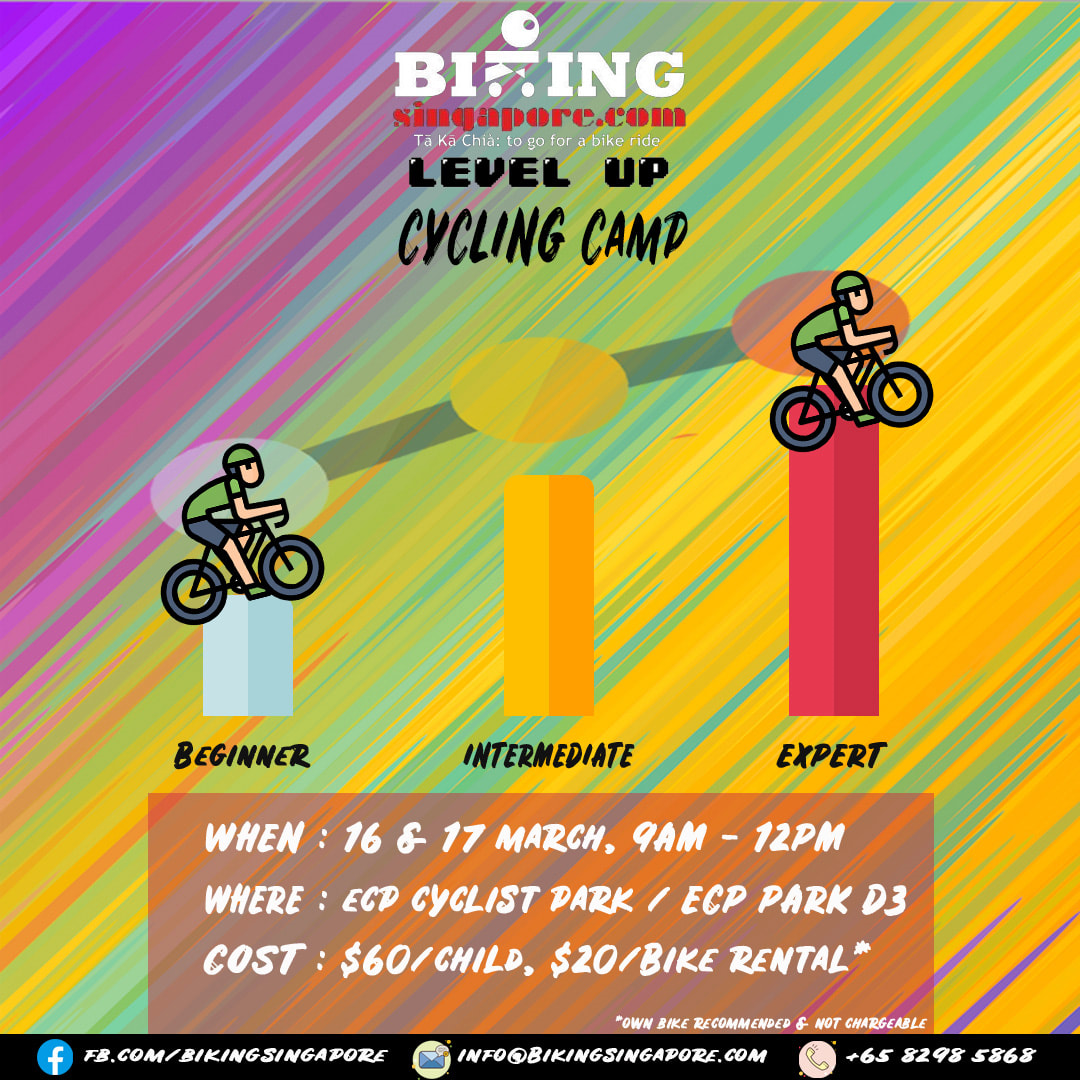 BIKING
singapore.com
Tā Kā Chià: to go for a bike ride
LEVEL UP
CYCLING CAMP
BEGINNER
INTERMEDIATE
EXPERT
WHEN : 16 & 17 MARCH, 9AM - 12PM
WHERE : ECP CYCLIST PARK / ECP PARK D3
COST : $60/CHILD, $20/BIKE RENTAL*
*OWN BIKE RECOMMENDED & NOT CHARGEABLE
FB.COM/BIKINGSINGAPORE
INFO@BIKINGSINGAPORE.COM
+65 8298 5868